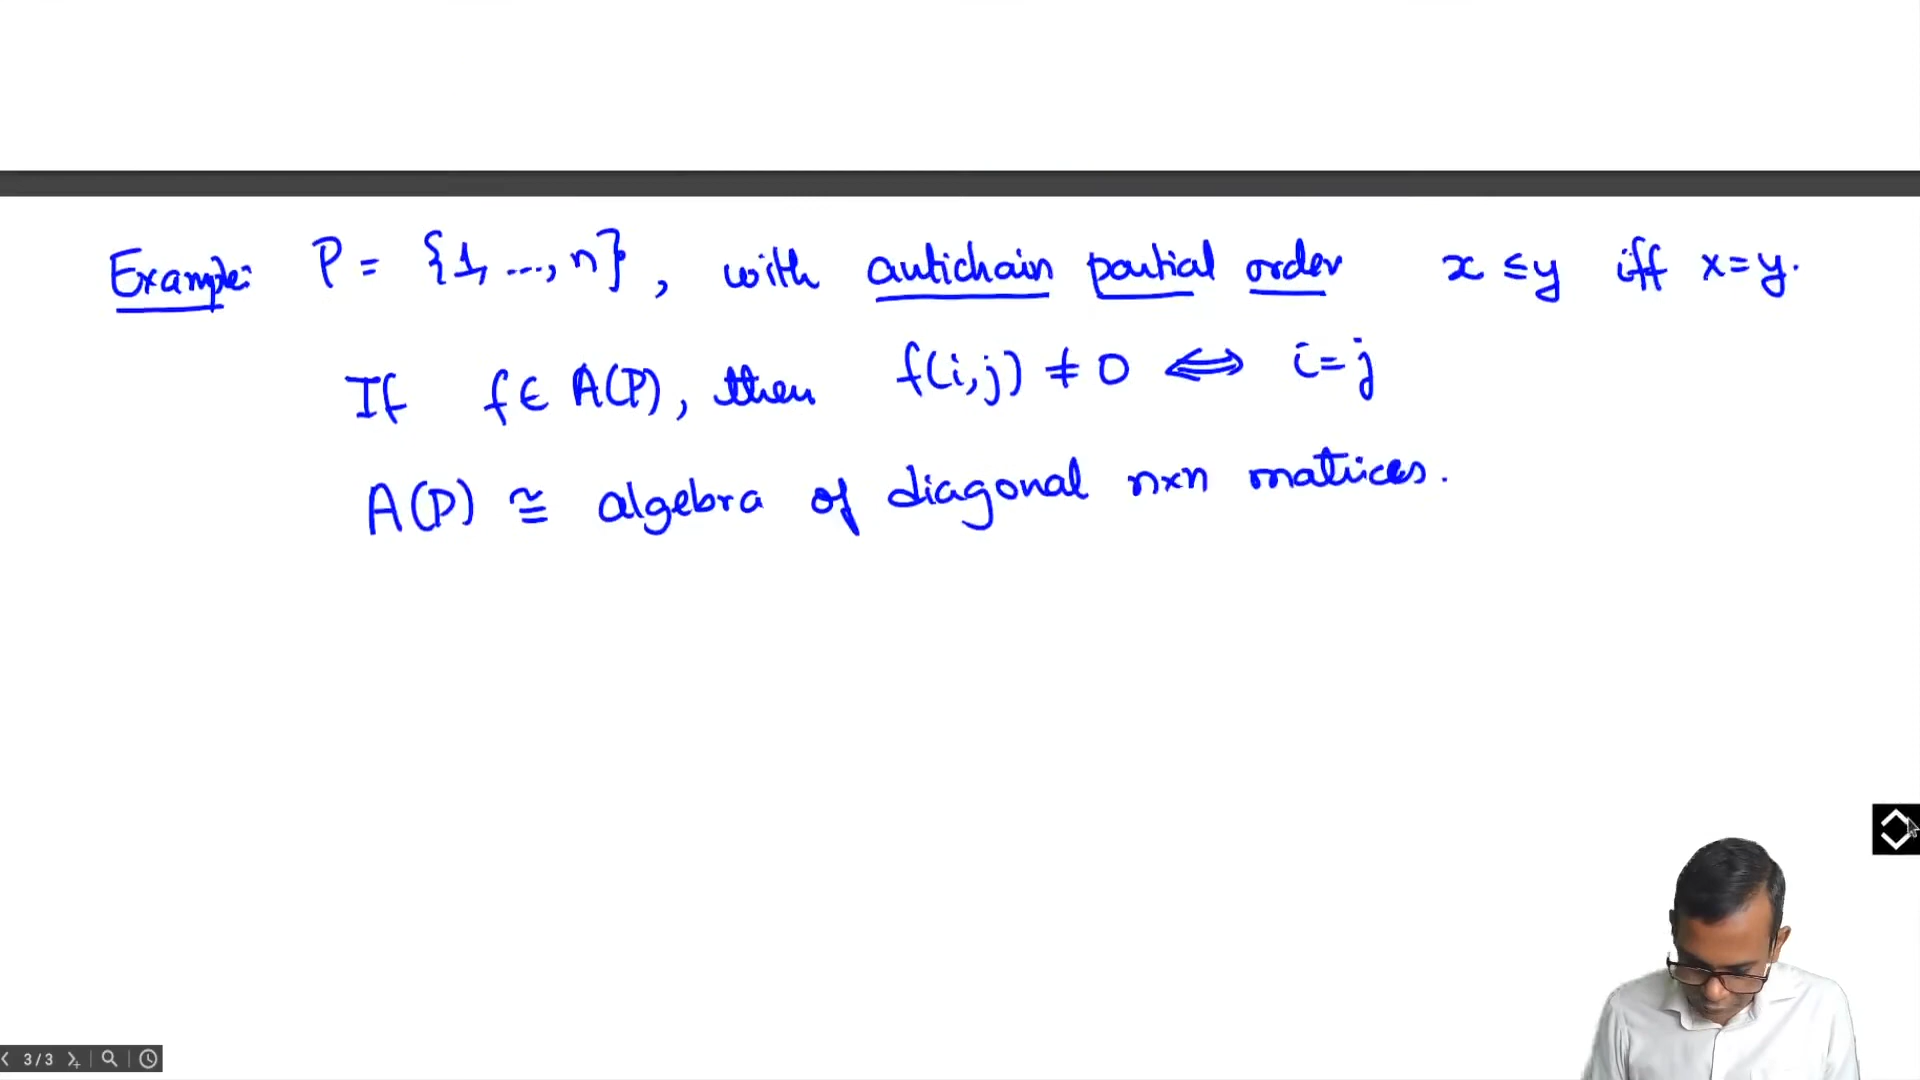 Example: P = {1, ..., n}, with antichain partial order x ≤ y iff x = y.
If f ∈ A(P), then f(i,j) ≠ 0 ⟺ i = j
A(P) ≅ algebra of diagonal n×n matrices.
3/3